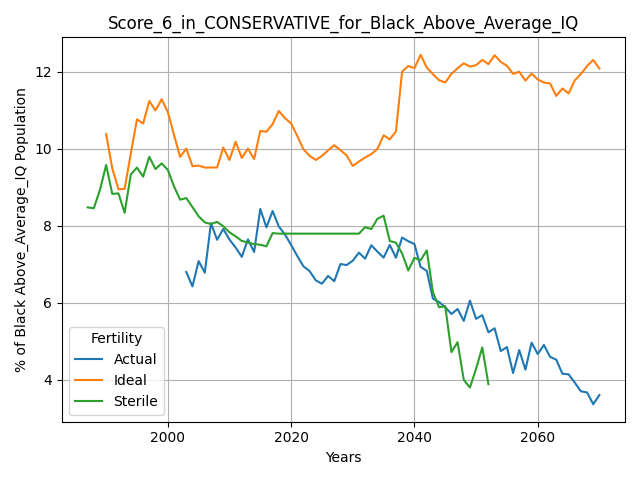 Score_6_in_CONSERVATIVE_for_Black_Above_Average_IQ
% of Black Above_Average_IQ Population
12
10
8
6
4
Fertility
Actual
Ideal
Sterile
2000
2020
2040
2060
Years